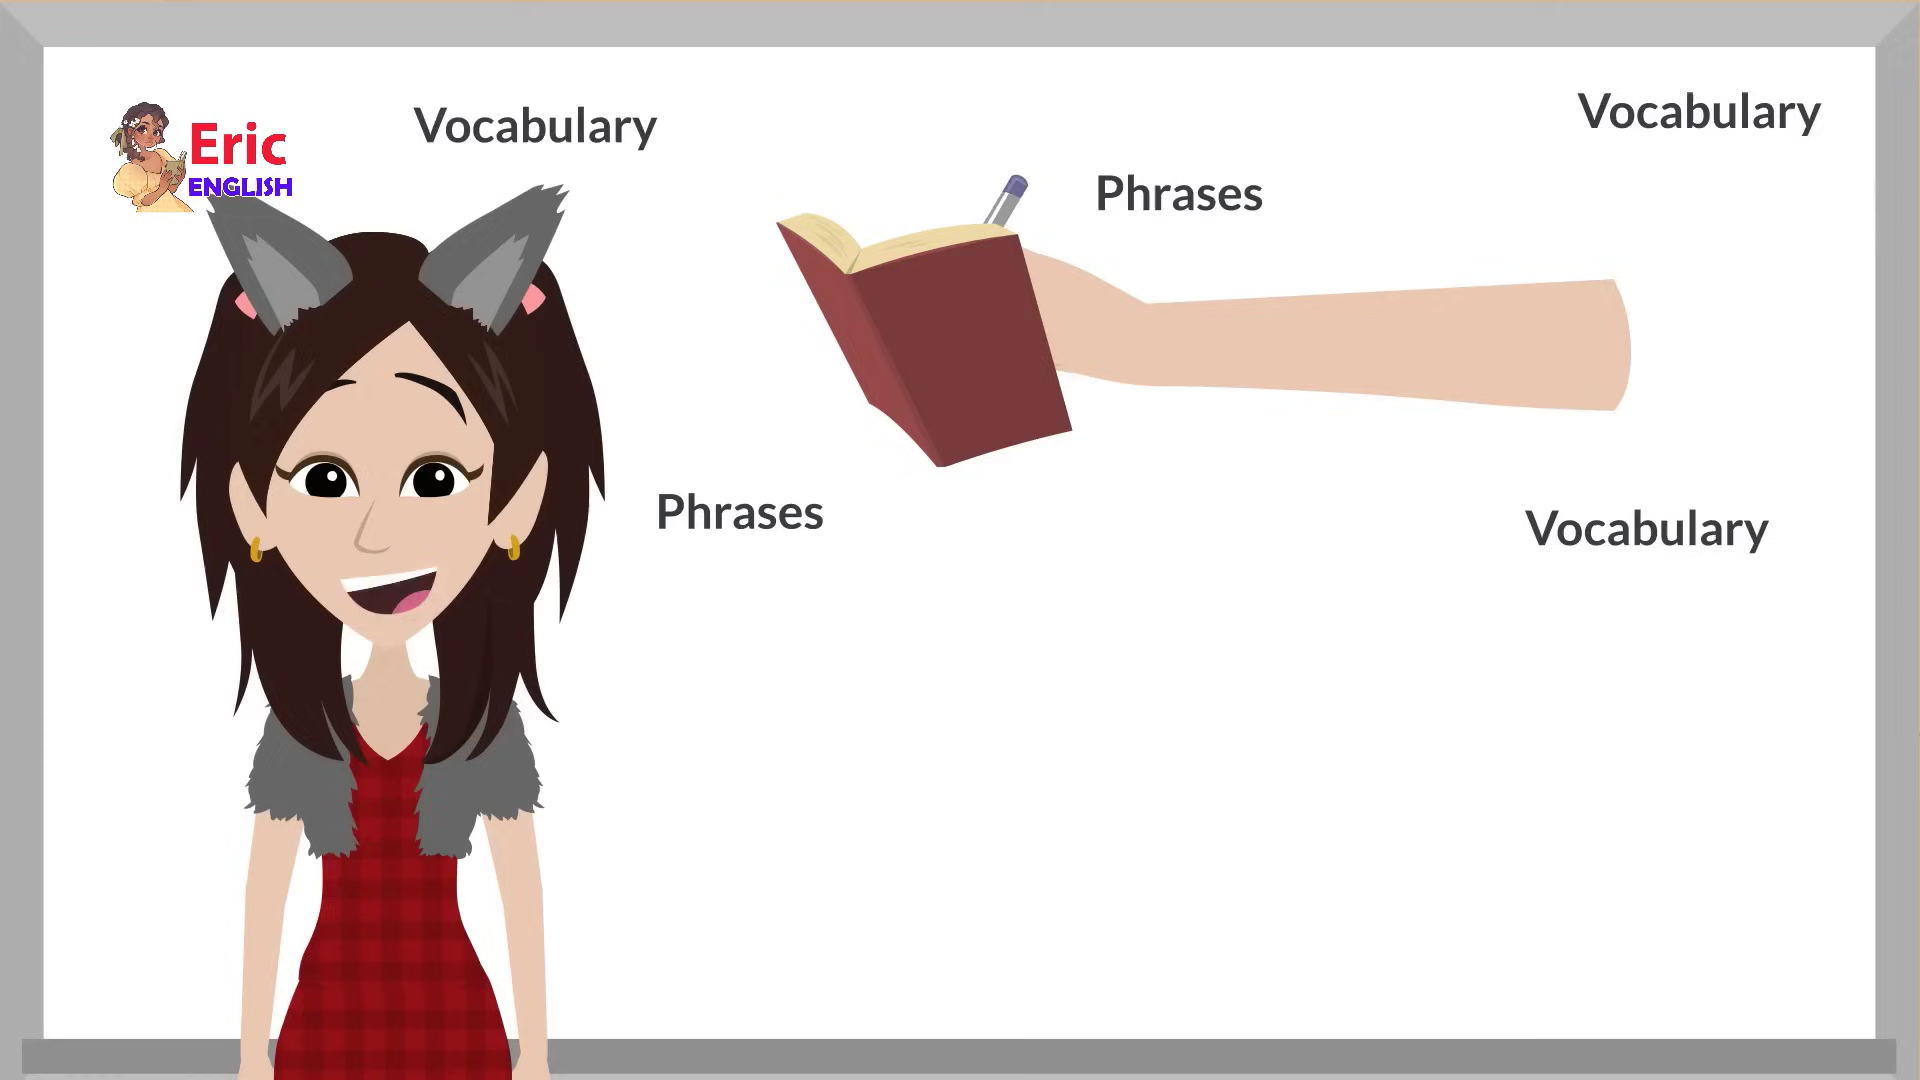 Eric
ENGLISH
Vocabulary
Vocabulary
Phrases
Phrases
Vocabulary